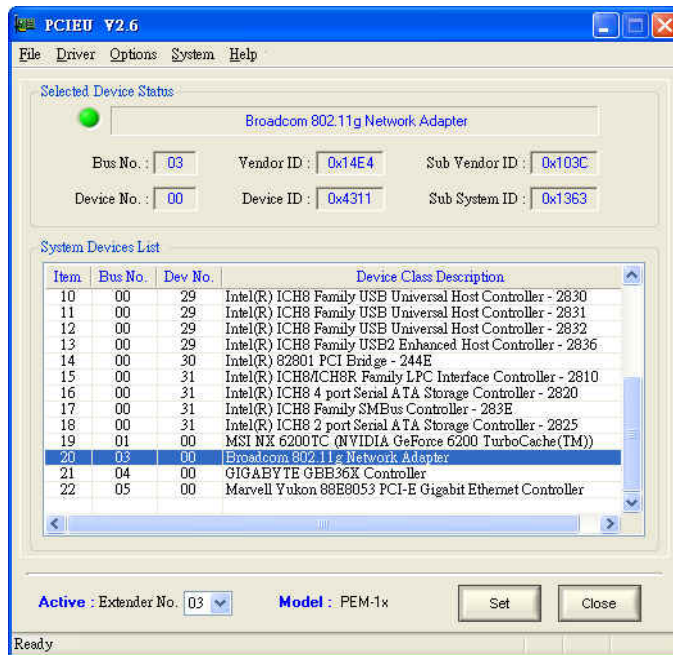 PCIEU V2.6
File Driver Options System Help
Selected Device Status
Broadcom 802.11g Network Adapter
Bus No. : 03 Vendor ID : 0x14E4 Sub Vendor ID : 0x103C
Device No. : 00 Device ID : 0x4311 Sub System ID : 0x1363
System Devices List
Item Bus No. Dev No. Device Class Description
10 00 29 Intel(R) ICH8 Family USB Universal Host Controller - 2830
11 00 29 Intel(R) ICH8 Family USB Universal Host Controller - 2831
12 00 29 Intel(R) ICH8 Family USB Universal Host Controller - 2832
13 00 29 Intel(R) ICH8 Family USB2 Enhanced Host Controller - 2836
14 00 30 Intel(R) 82801 PCI Bridge - 244E
15 00 31 Intel(R) ICH8/ICH8R Family LPC Interface Controller - 2810
16 00 31 Intel(R) ICH8 4 port Serial ATA Storage Controller - 2820
17 00 31 Intel(R) ICH8 Family SMBus Controller - 283E
18 00 31 Intel(R) ICH8 2 port Serial ATA Storage Controller - 2825
19 01 00 MSI NX 6200TC (NVIDIA GeForce 6200 TurboCache(TM))
20 03 00 Broadcom 802.11g Network Adapter
21 04 00 GIGABYTE GBB36X Controller
22 05 00 Marvell Yukon 88E8053 PCI-E Gigabit Ethernet Controller
Active : Extender No. 03 Model : PEM-1x Set Close
Ready